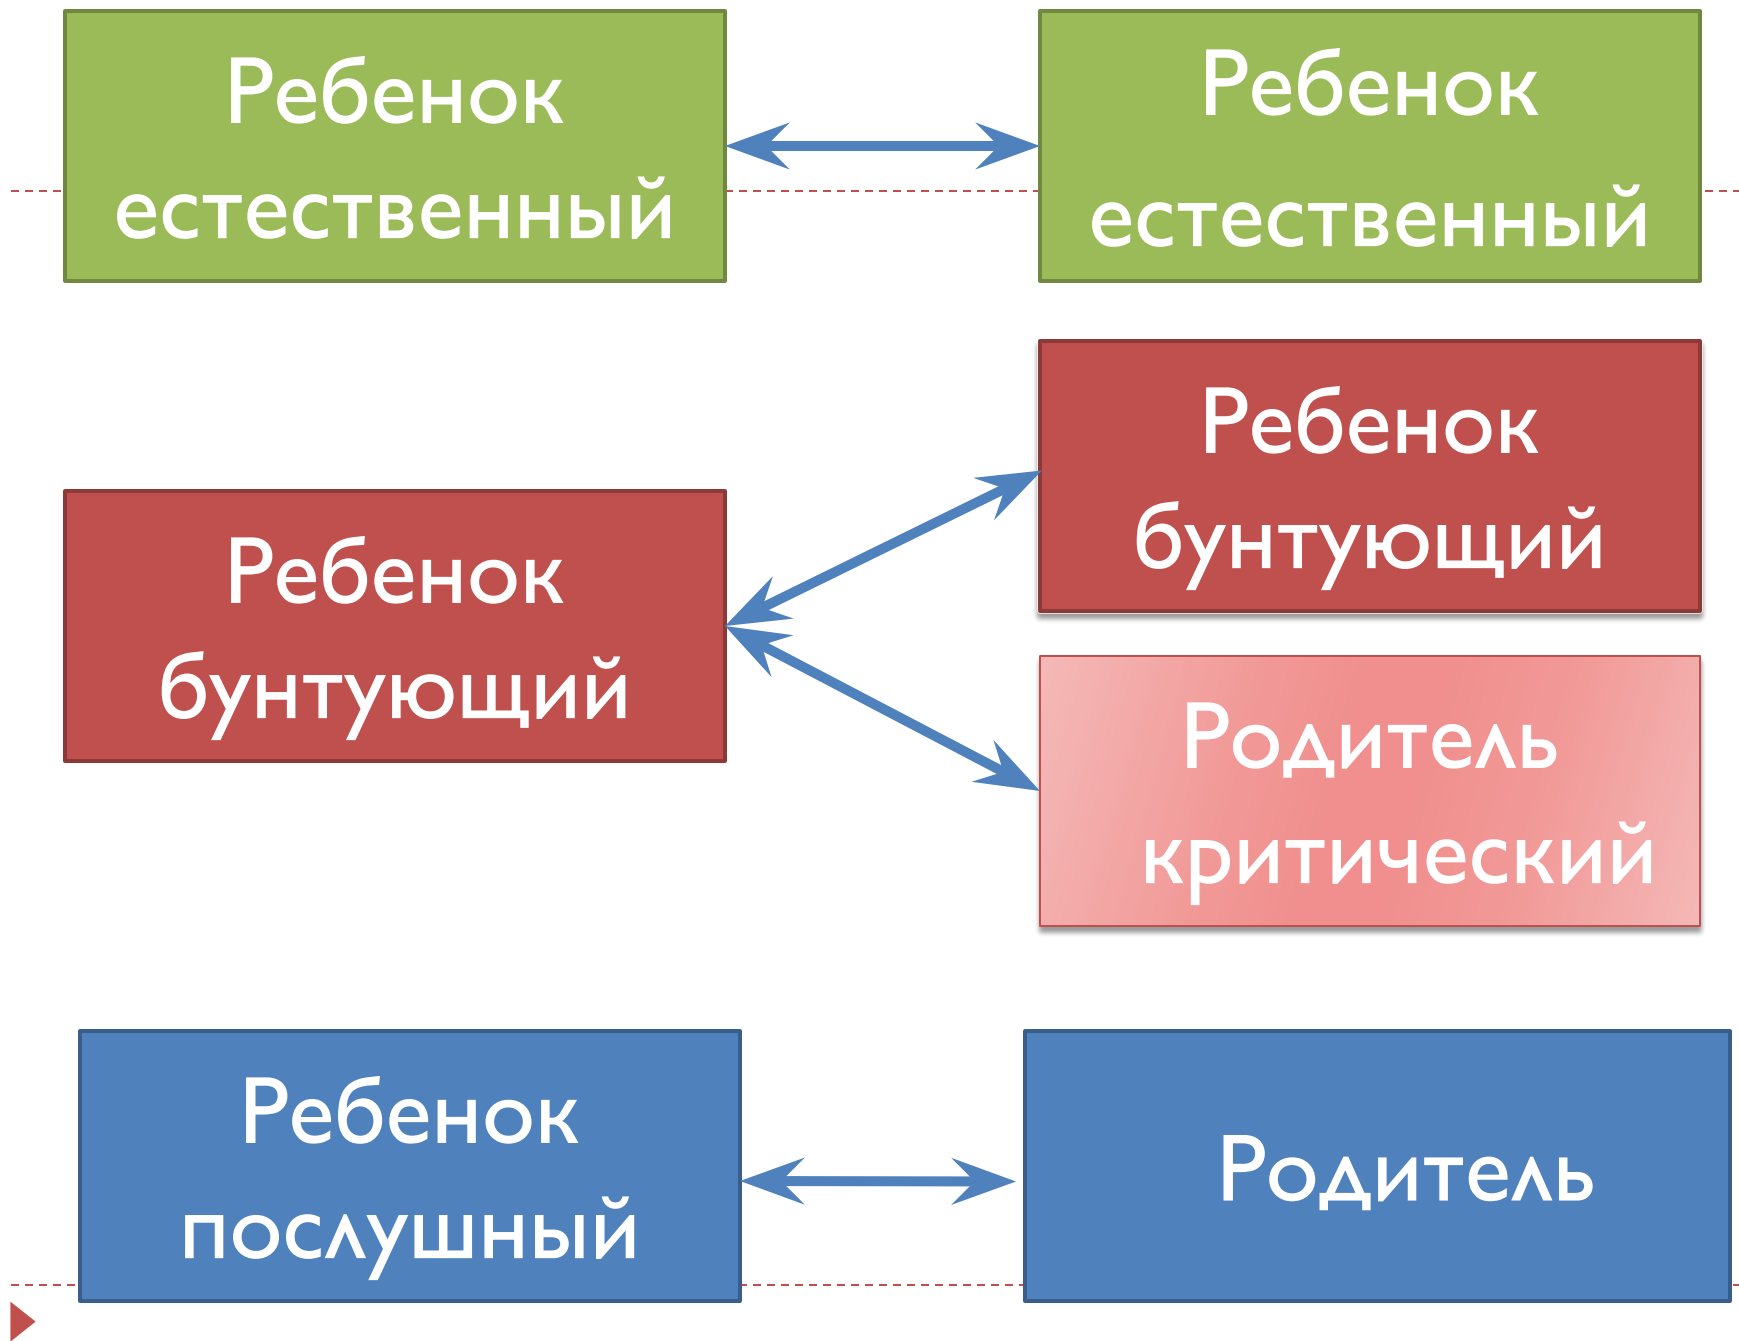 Ребенок
естественный
Ребенок
естественный
Ребенок
бунтующий
Ребенок
бунтующий
Родитель
критический
Ребенок
послушный
Родитель